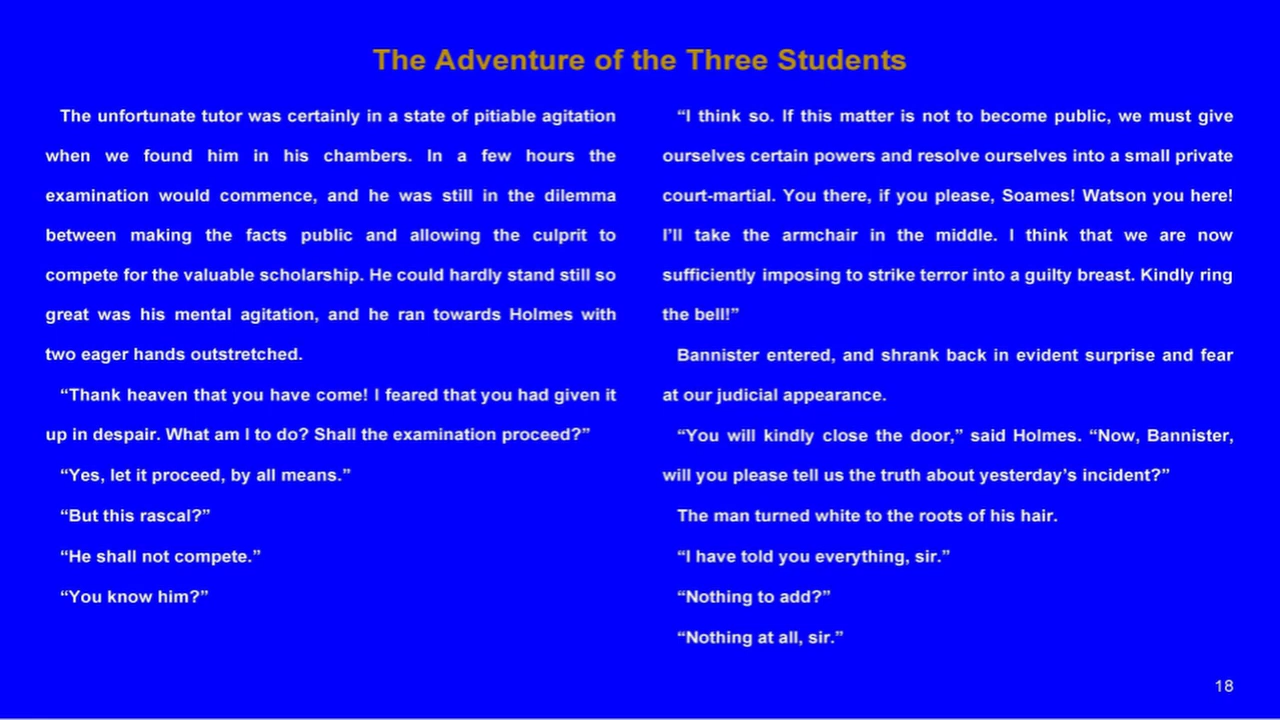 The Adventure of the Three Students
The unfortunate tutor was certainly in a state of pitiable agitation
when we found him in his chambers. In a few hours the
examination would commence, and he was still in the dilemma
between making the facts public and allowing the culprit to
compete for the valuable scholarship. He could hardly stand still so
great was his mental agitation, and he ran towards Holmes with
two eager hands outstretched.
“Thank heaven that you have come! I feared that you had given it
up in despair. What am I to do? Shall the examination proceed?”
“Yes, let it proceed, by all means.”
“But this rascal?”
“He shall not compete.”
“You know him?”
“I think so. If this matter is not to become public, we must give
ourselves certain powers and resolve ourselves into a small private
court-martial. You there, if you please, Soames! Watson you here!
I’ll take the armchair in the middle. I think that we are now
sufficiently imposing to strike terror into a guilty breast. Kindly ring
the bell!”
Bannister entered, and shrank back in evident surprise and fear
at our judicial appearance.
“You will kindly close the door,” said Holmes. “Now, Bannister,
will you please tell us the truth about yesterday’s incident?”
The man turned white to the roots of his hair.
“I have told you everything, sir.”
“Nothing to add?”
“Nothing at all, sir.”
18